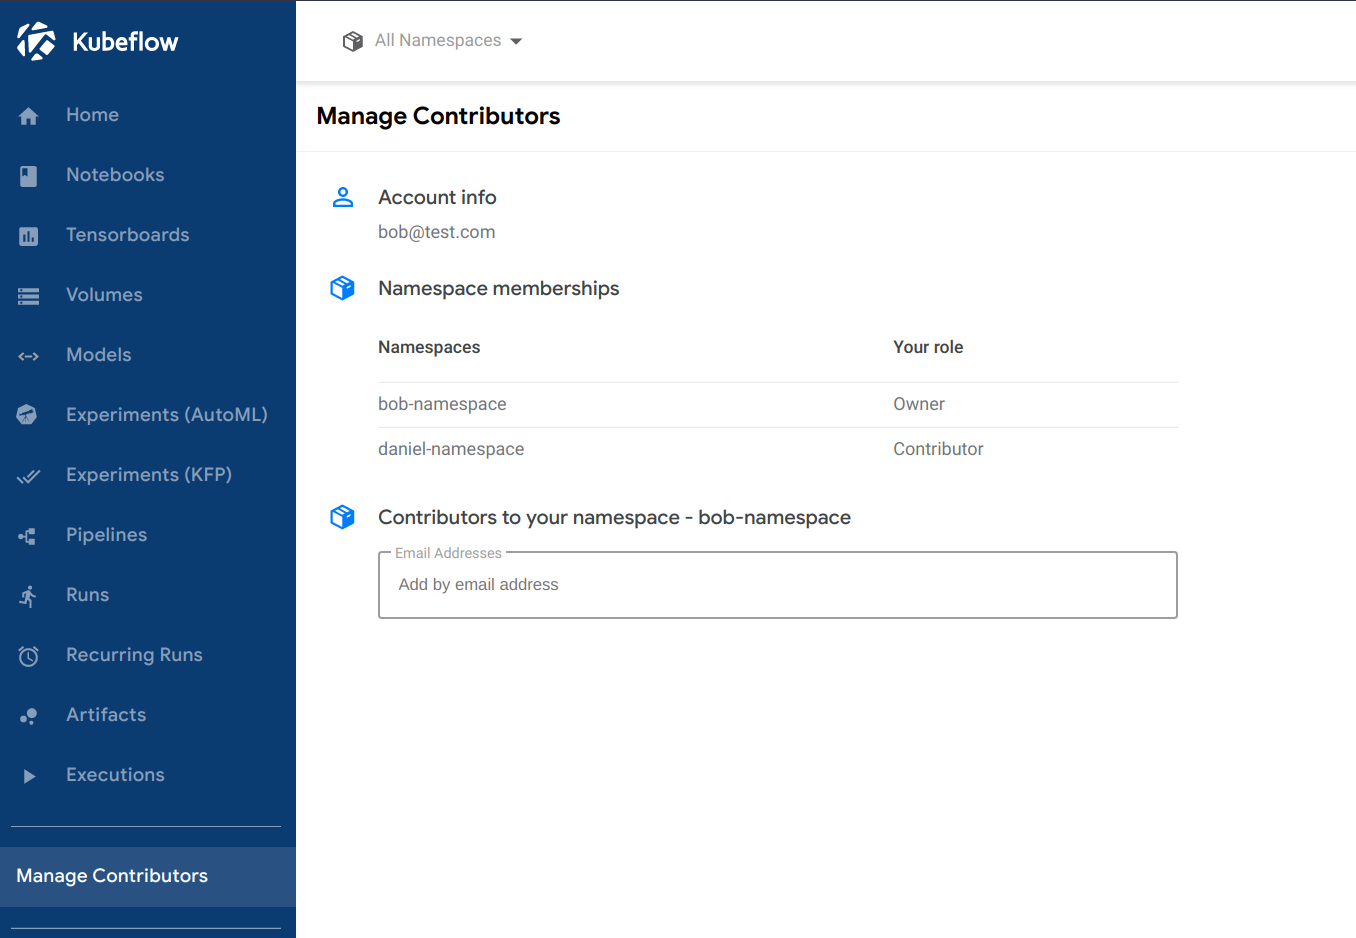 Kubeflow
Home
Notebooks
Tensorboards
Volumes
Models
Experiments (AutoML)
Experiments (KFP)
Pipelines
Runs
Recurring Runs
Artifacts
Executions
Manage Contributors
All Namespaces
Manage Contributors
Account info
bob@test.com
Namespace memberships
Namespaces Your role
bob-namespace Owner
daniel-namespace Contributor
Contributors to your namespace - bob-namespace
Email Addresses
Add by email address